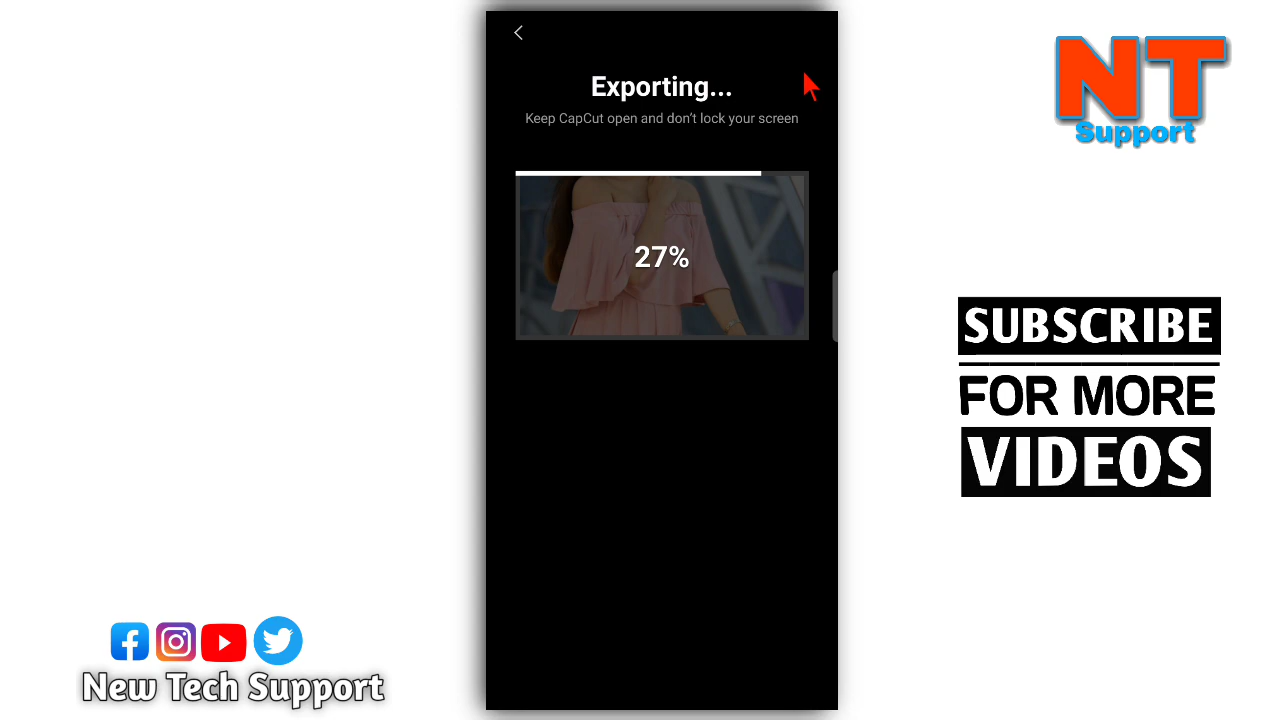 Exporting...
Keep CapCut open and don't lock your screen
27%
NT
Support
SUBSCRIBE
FOR MORE
VIDEOS
New Tech Support